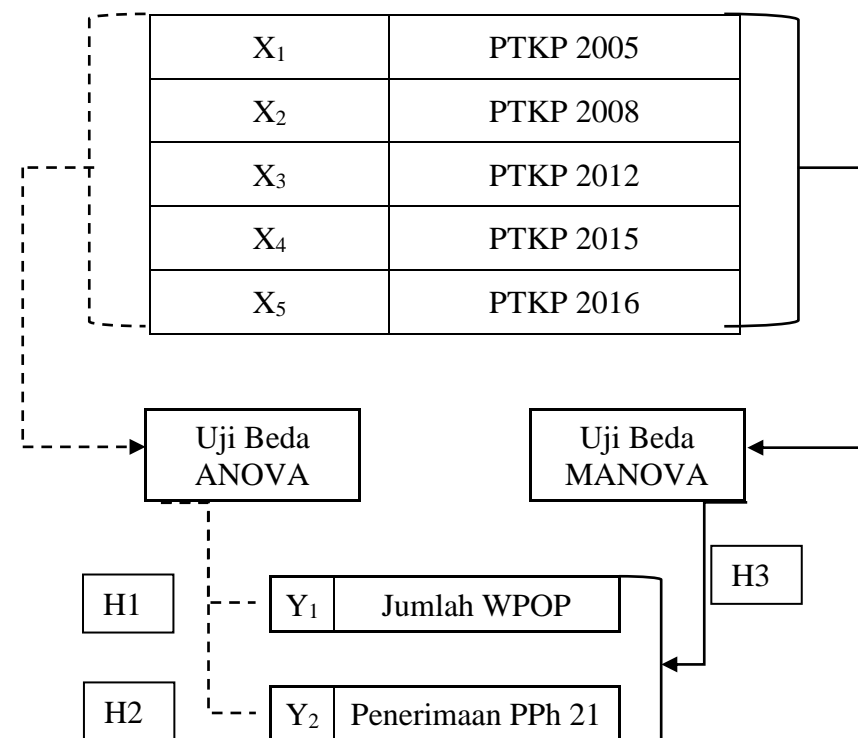 X₁ PTKP 2005
X₂ PTKP 2008
X₃ PTKP 2012
X₄ PTKP 2015
X₅ PTKP 2016
Uji Beda
ANOVA
Uji Beda
MANOVA
H3
H1
Y₁ Jumlah WPOP
H2
Y₂ Penerimaan PPh 21